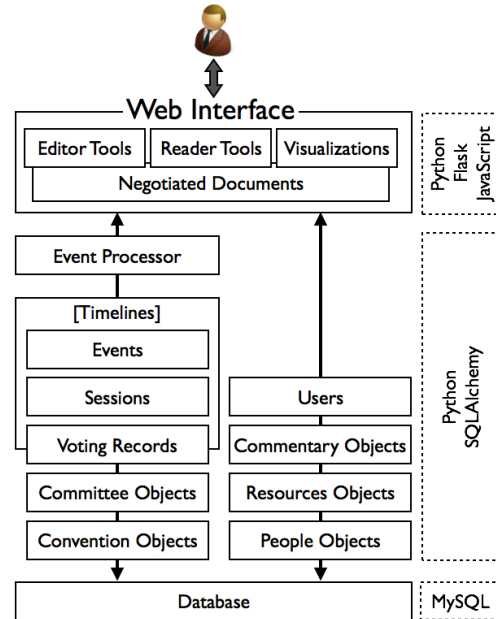 Web Interface
Editor Tools
Reader Tools
Visualizations
Negotiated Documents
Python
Flask
JavaScript
Event Processor
[Timelines]
Events
Sessions
Users
Voting Records
Commentary Objects
Committee Objects
Resources Objects
Convention Objects
People Objects
Python
SQLAlchemy
Database
MySQL